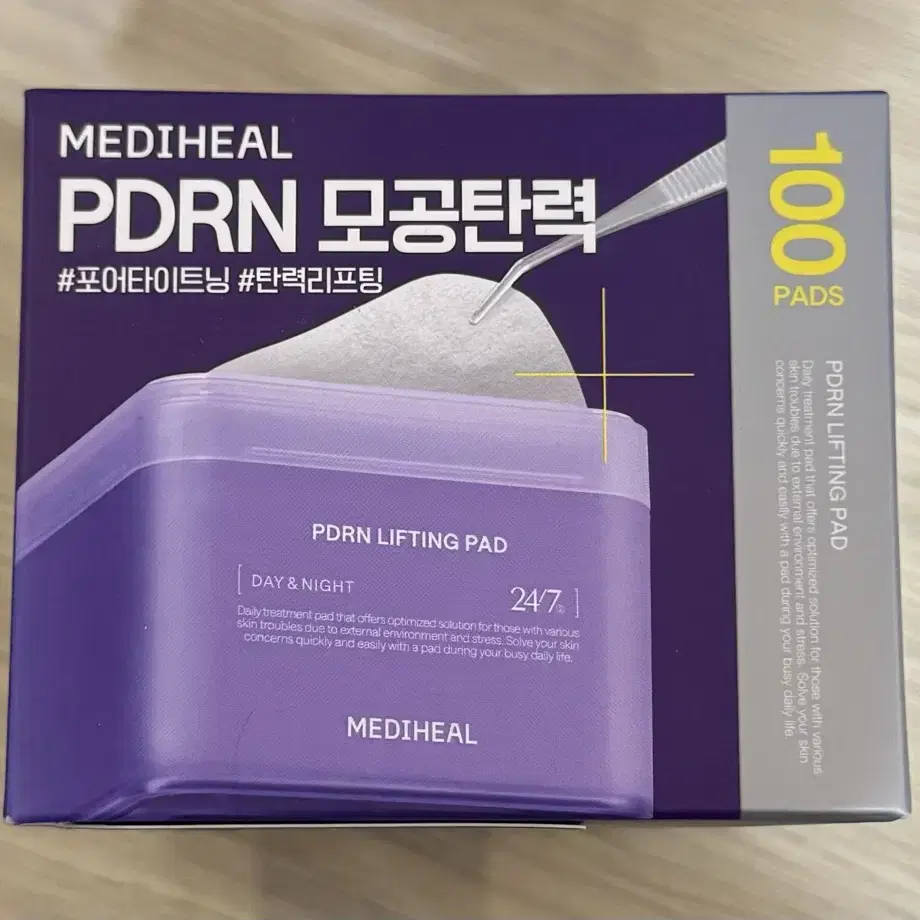 MEDIHEAL
PDRN 모공탄력
#포어타이트닝 #탄력리프팅
PDRN LIFTING PAD
[ DAY & NIGHT
24/7 ]
Daily treatment pad that offers optimized solution for those with various
skin troubles due to external environment and stress. Solve your skin
concerns quickly and easily with a pad during your busy daily life.
MEDIHEAL
100
PADS
PDRN LIFTING PAD
Daily treatment pad that offers optimized solution for those with various
skin troubles due to external environment and stress. Solve your skin
concerns quickly and easily with a pad during your busy daily life.